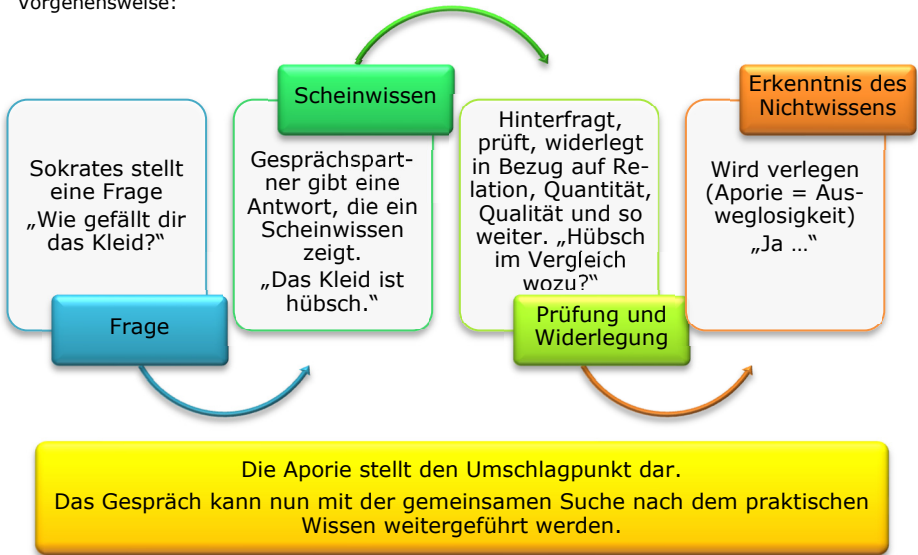 Vorgehensweise:
Frage
Sokrates stellt
eine Frage
„Wie gefällt dir
das Kleid?“
Scheinwissen
Gesprächspart-
ner gibt eine
Antwort, die ein
Scheinwissen
zeigt.
„Das Kleid ist
hübsch.“
Hinterfragt,
prüft, widerlegt
in Bezug auf Re-
lation, Quantität,
Qualität und so
weiter. „Hübsch
im Vergleich
wozu?“
Prüfung und
Widerlegung
Erkenntnis des
Nichtwissens
Wird verlegen
(Aporie = Aus-
weglosigkeit)
„Ja …“
Die Aporie stellt den Umschlagpunkt dar.
Das Gespräch kann nun mit der gemeinsamen Suche nach dem praktischen
Wissen weitergeführt werden.